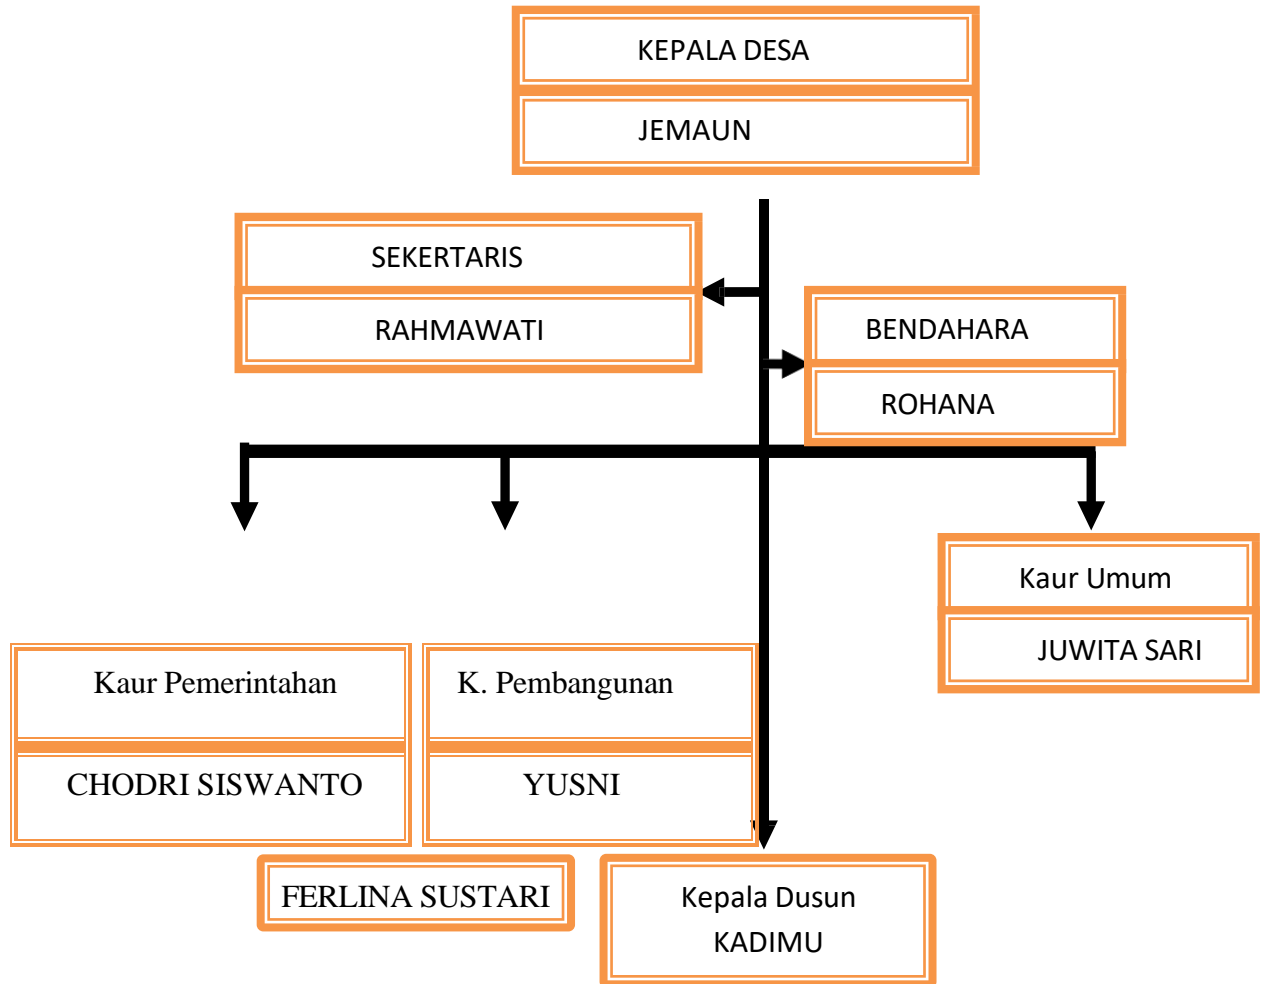 KEPALA DESA
JEMAUN
SEKERTARIS
RAHMAWATI
BENDAHARA
ROHANA
Kaur Umum
JUWITA SARI
Kaur Pemerintahan
CHODRI SISWANTO
K. Pembangunan
YUSNI
FERLINA SUSTARI
Kepala Dusun
KADIMU